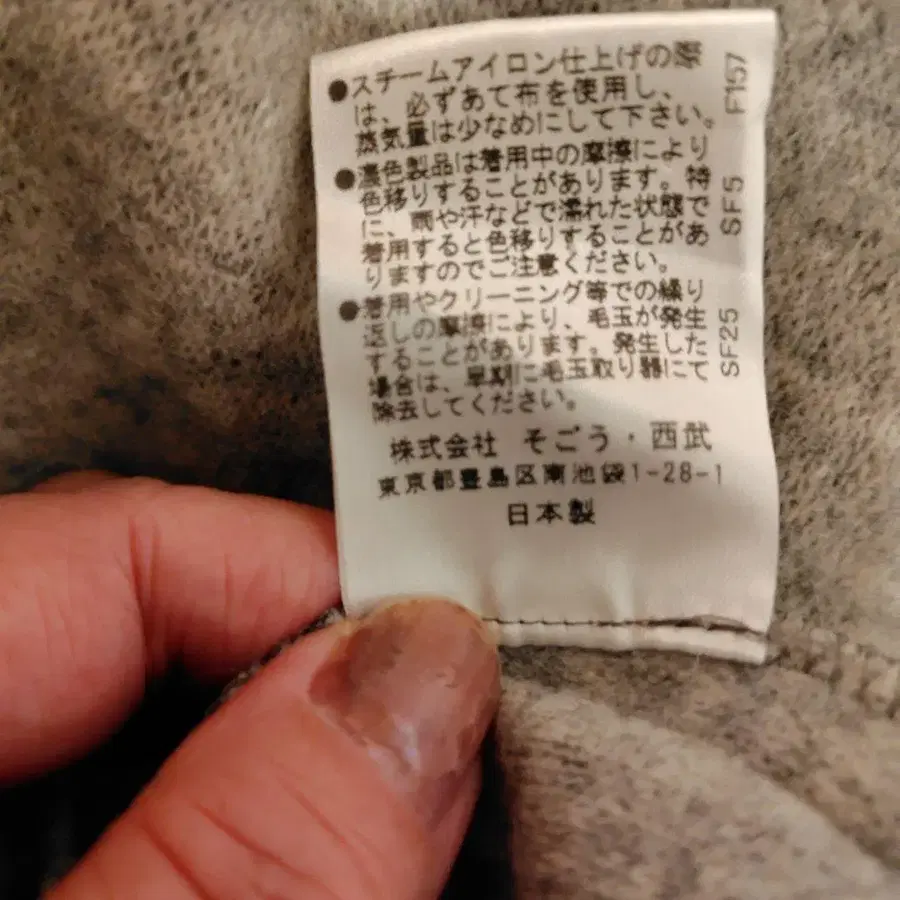 ●スチームアイロン仕上げの際
は、必ずあて布を使用し、
蒸気量は少なめにして下さい。
●濃色製品は着用中の摩擦により
色移りすることがあります。特
に、雨や汗などで濡れた状態で
着用すると色移りすることがあ
りますのでご注意ください。
●着用やクリーニング等での繰り
返しの摩擦により、毛玉が発生
することがあります。発生した
場合は、早期に毛玉取り器にて
除去してください。
株式会社 そごう・西武
東京都豊島区南池袋1-28-1
日本製
F157
SF5
SF25